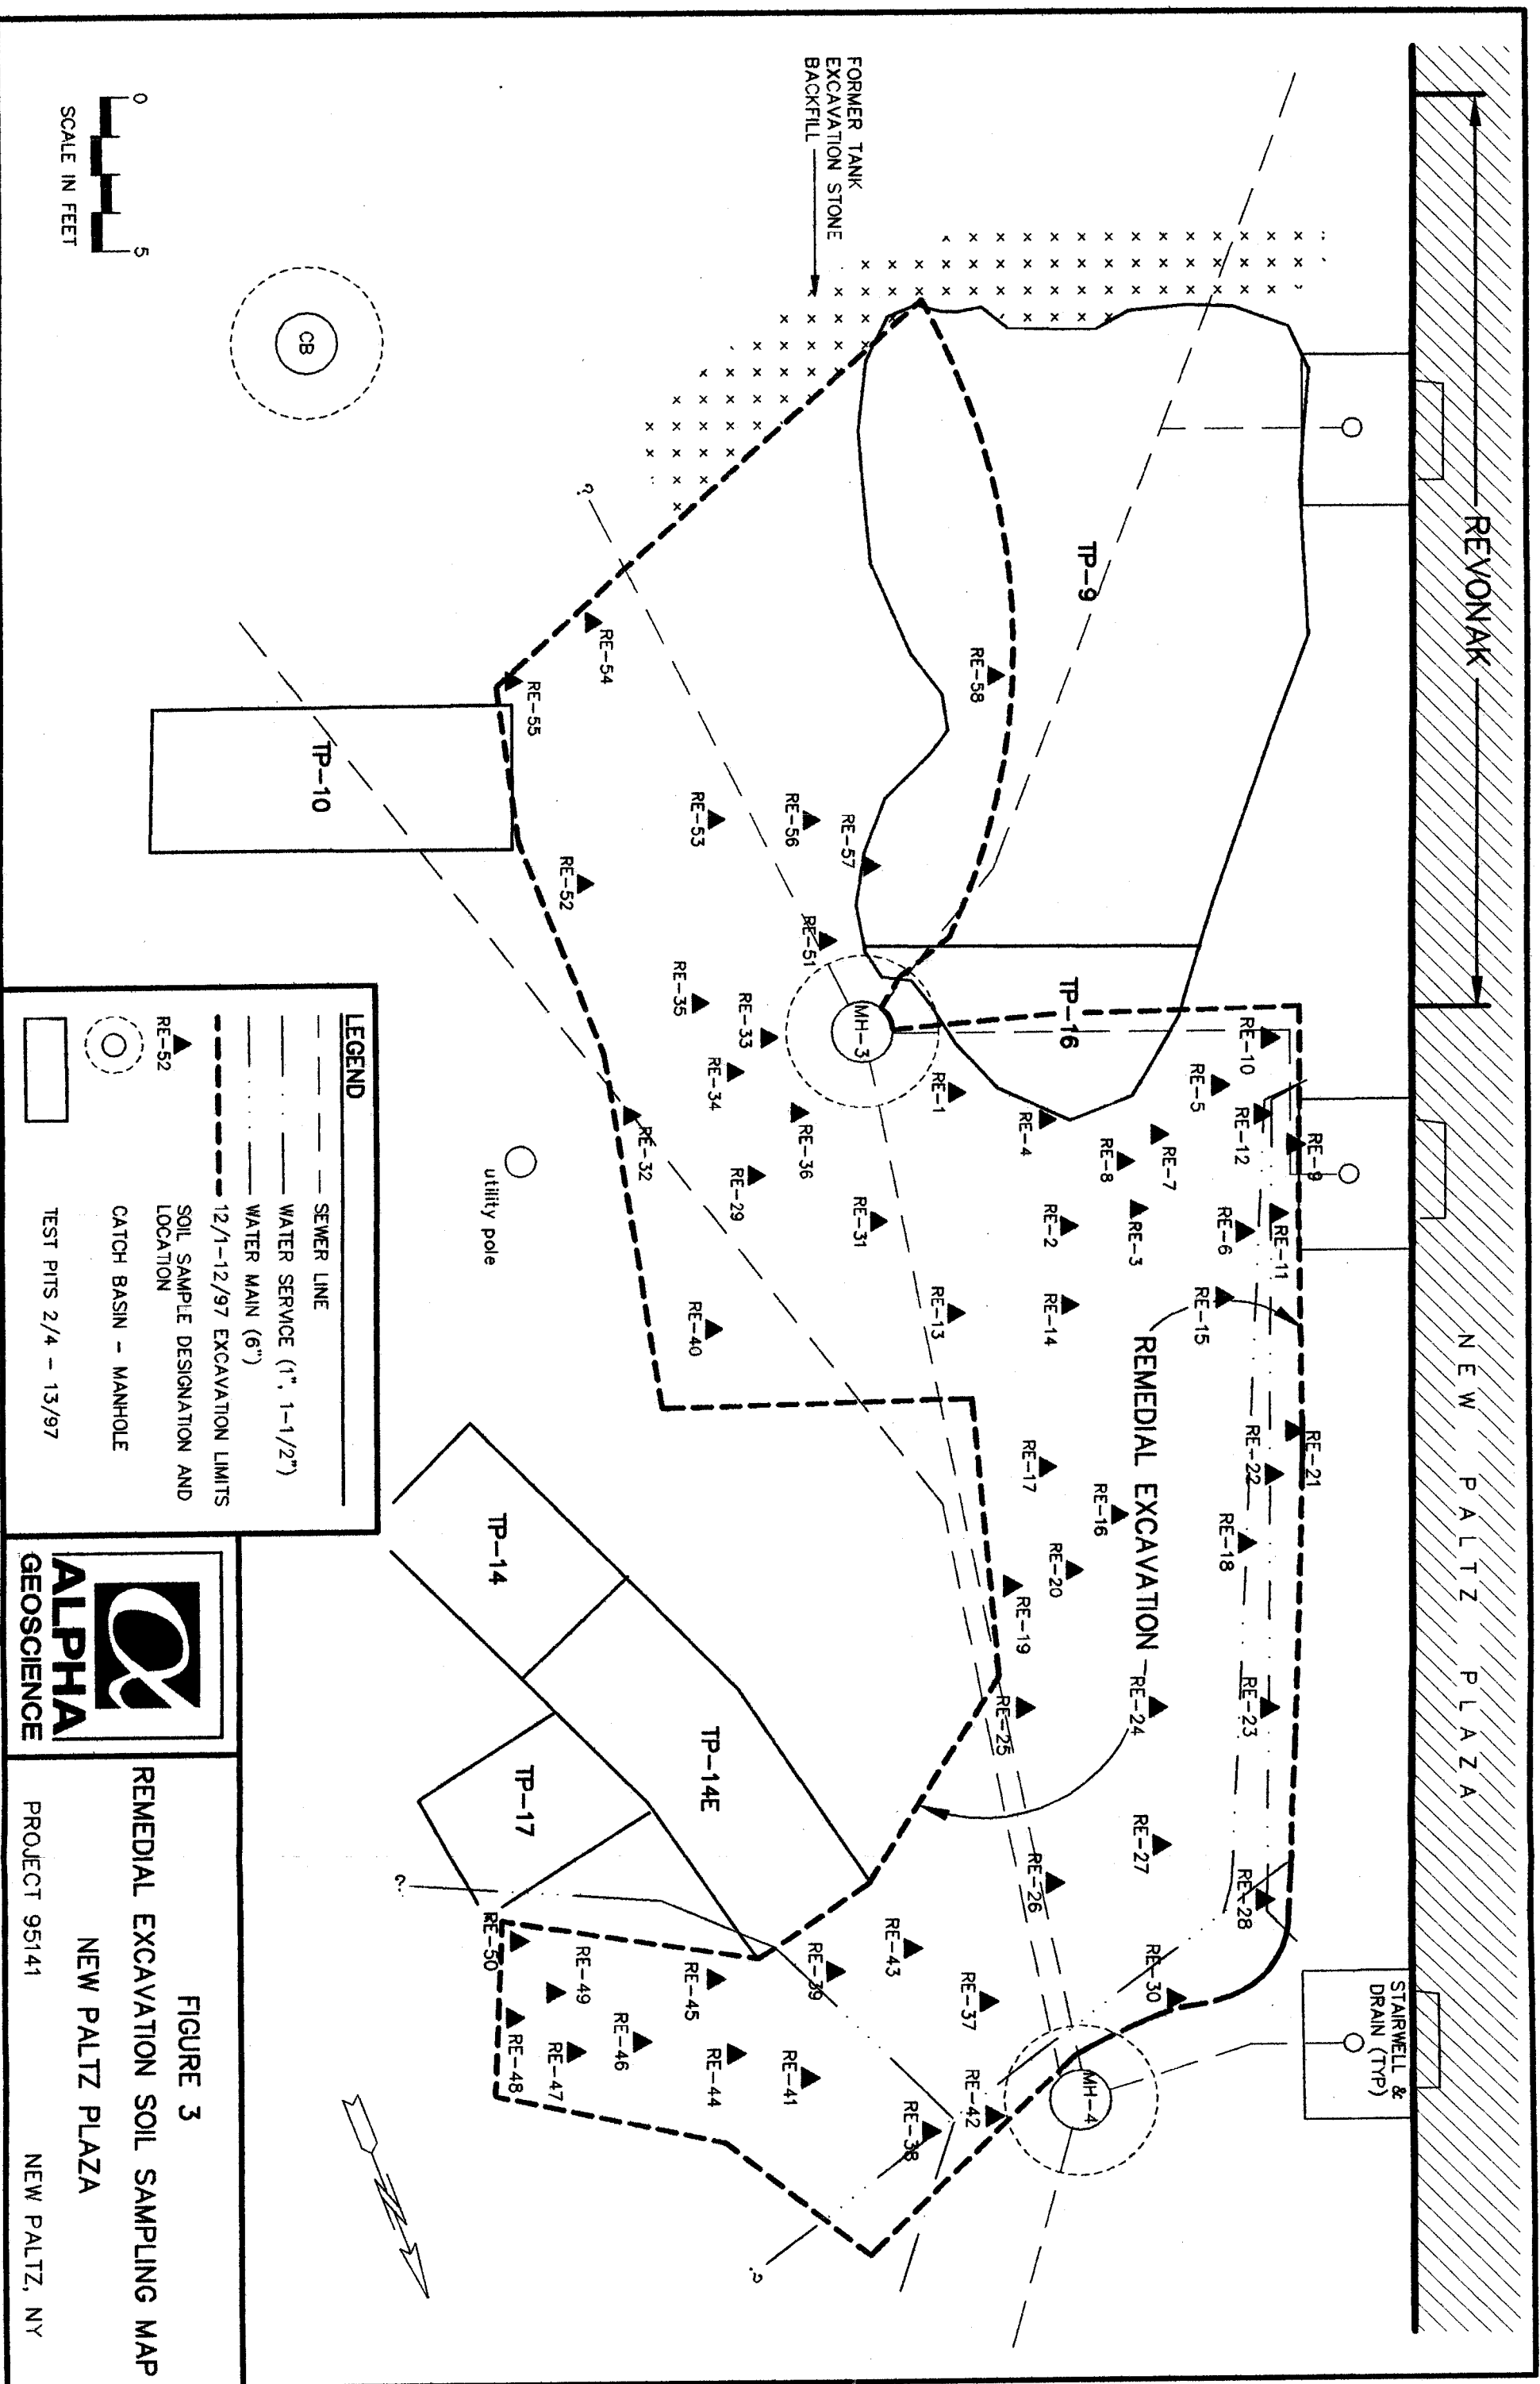 REVONAK
NEW PALTZ PLAZA
FORMER TANK
EXCAVATION STONE
BACKFILL
STAIRWELL &
DRAIN (TYP)
TP-9
TP-16
TP-10
TP-14
TP-14E
TP-17
REMEDIAL EXCAVATION
MH-3
MH-4
CB
utility pole
?
?
?
RE-1
RE-2
RE-3
RE-4
RE-5
RE-6
RE-7
RE-8
RE-9
RE-10
RE-11
RE-12
RE-13
RE-14
RE-15
RE-16
RE-17
RE-18
RE-19
RE-20
RE-21
RE-22
RE-23
RE-24
RE-25
RE-26
RE-27
RE-28
RE-29
RE-30
RE-31
RE-32
RE-33
RE-34
RE-35
RE-36
RE-37
RE-38
RE-39
RE-40
RE-41
RE-42
RE-43
RE-44
RE-45
RE-46
RE-47
RE-48
RE-49
RE-50
RE-51
RE-52
RE-53
RE-54
RE-55
RE-56
RE-57
RE-58
0 5
SCALE IN FEET
LEGEND
SEWER LINE
WATER SERVICE (1", 1-1/2")
WATER MAIN (6")
12/1-12/97 EXCAVATION LIMITS
RE-52
SOIL SAMPLE DESIGNATION AND
LOCATION
CATCH BASIN - MANHOLE
TEST PITS 2/4 - 13/97
α
ALPHA
GEOSCIENCE
FIGURE 3
REMEDIAL EXCAVATION SOIL SAMPLING MAP
NEW PALTZ PLAZA
PROJECT 95141
NEW PALTZ, NY